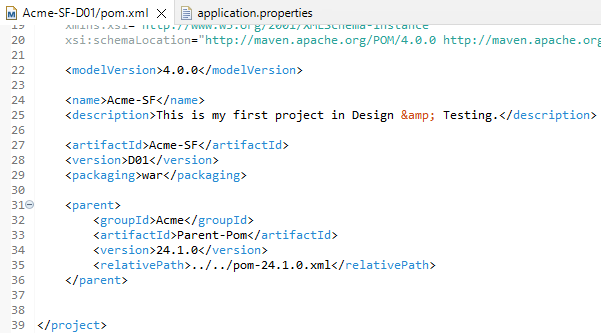 Acme-SF-D01/pom.xml application.properties
19 xmlns:xsi="http://www.w3.org/2001/XMLSchema-instance"
20 xsi:schemaLocation="http://maven.apache.org/POM/4.0.0 http://maven.apache.org
21
22 <modelVersion>4.0.0</modelVersion>
23
24 <name>Acme-SF</name>
25 <description>This is my first project in Design &amp; Testing.</description>
26
27 <artifactId>Acme-SF</artifactId>
28 <version>D01</version>
29 <packaging>war</packaging>
30
31 <parent>
32 <groupId>Acme</groupId>
33 <artifactId>Parent-Pom</artifactId>
34 <version>24.1.0</version>
35 <relativePath>../../pom-24.1.0.xml</relativePath>
36 </parent>
37
38
39 </project>